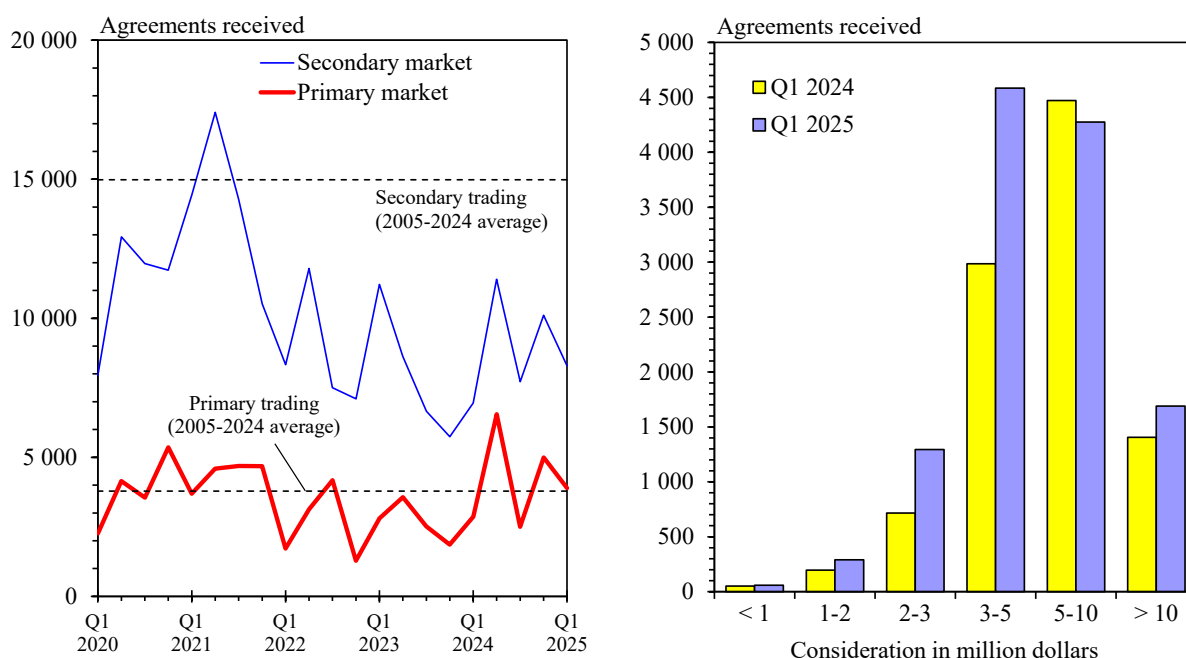 Agreements received
20 000
15 000
10 000
5 000
0
Secondary market
Primary market
Secondary trading
(2005-2024 average)
Primary trading
(2005-2024 average)
Q1 Q1 Q1 Q1 Q1 Q1
2020 2021 2022 2023 2024 2025
Agreements received
5 000
4 500
4 000
3 500
3 000
2 500
2 000
1 500
1 000
500
0
Q1 2024
Q1 2025
< 1 1-2 2-3 3-5 5-10 > 10
Consideration in million dollars